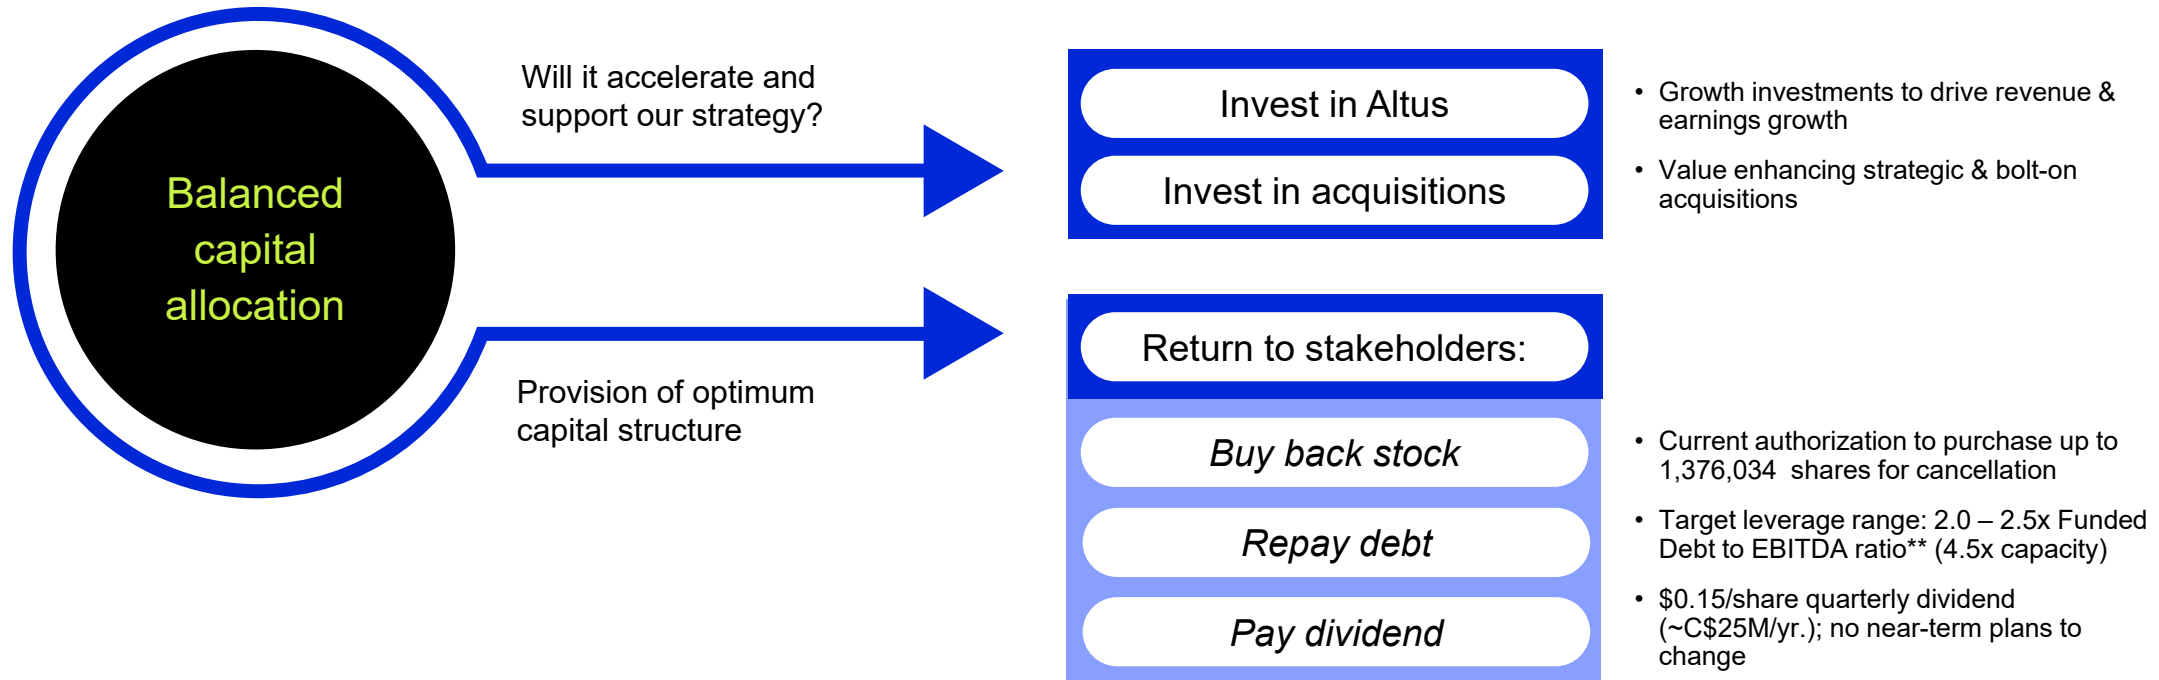 Balanced
capital
allocation
Will it accelerate and
support our strategy?
Provision of optimum
capital structure
Invest in Altus
Invest in acquisitions
• Growth investments to drive revenue &
earnings growth
• Value enhancing strategic & bolt-on
acquisitions
Return to stakeholders:
Buy back stock
Repay debt
Pay dividend
• Current authorization to purchase up to
1,376,034 shares for cancellation
• Target leverage range: 2.0 – 2.5x Funded
Debt to EBITDA ratio** (4.5x capacity)
• $0.15/share quarterly dividend
(~C$25M/yr.); no near-term plans to
change